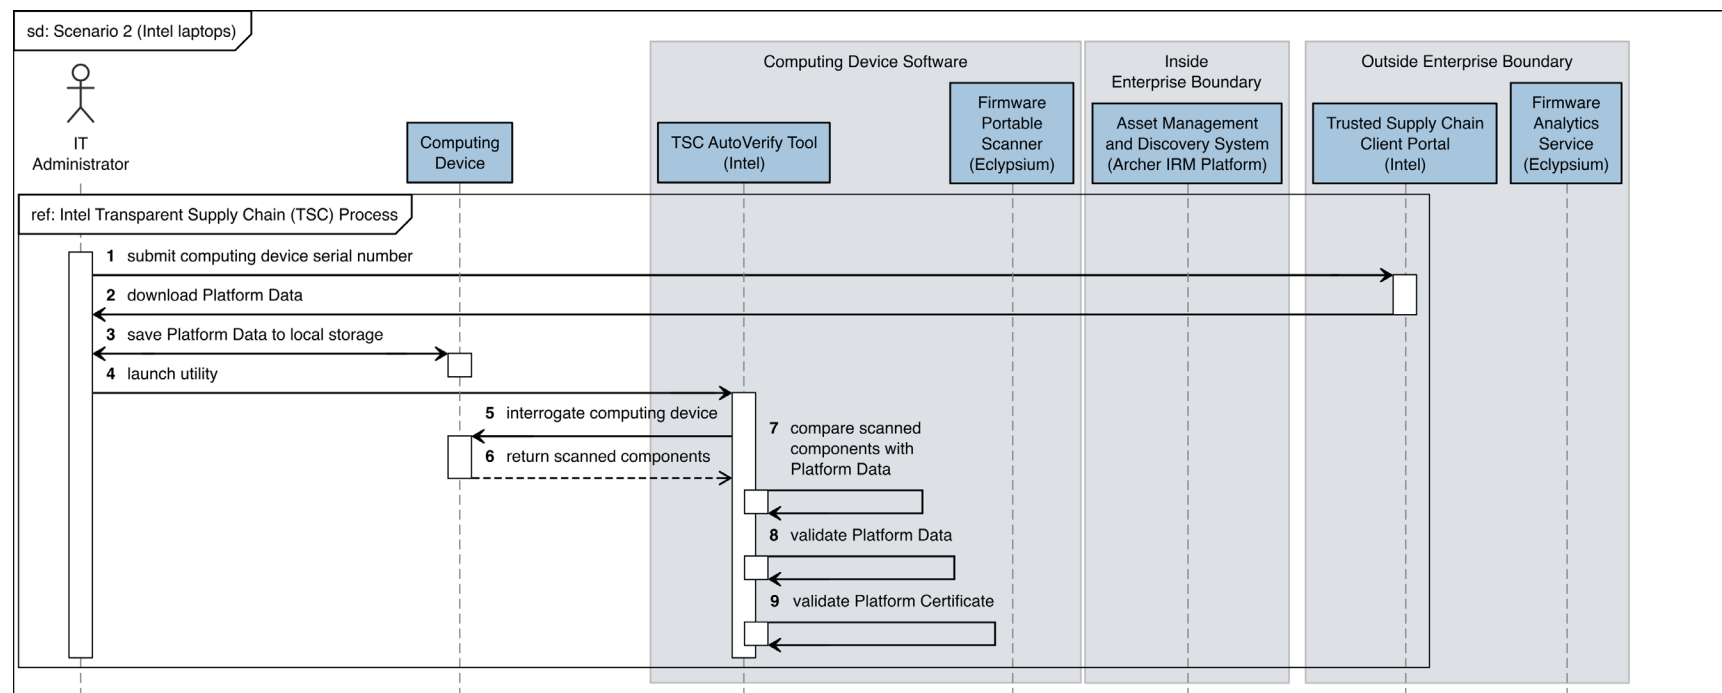 sd: Scenario 2 (Intel laptops)
Computing Device Software
Inside
Enterprise Boundary
Outside Enterprise Boundary
IT
Administrator
Computing
Device
TSC AutoVerify Tool
(Intel)
Firmware
Portable
Scanner
(Eclypsium)
Asset Management
and Discovery System
(Archer IRM Platform)
Trusted Supply Chain
Client Portal
(Intel)
Firmware
Analytics
Service
(Eclypsium)
ref: Intel Transparent Supply Chain (TSC) Process
1 submit computing device serial number
2 download Platform Data
3 save Platform Data to local storage
4 launch utility
5 interrogate computing device
6 return scanned components
7 compare scanned
components with
Platform Data
8 validate Platform Data
9 validate Platform Certificate